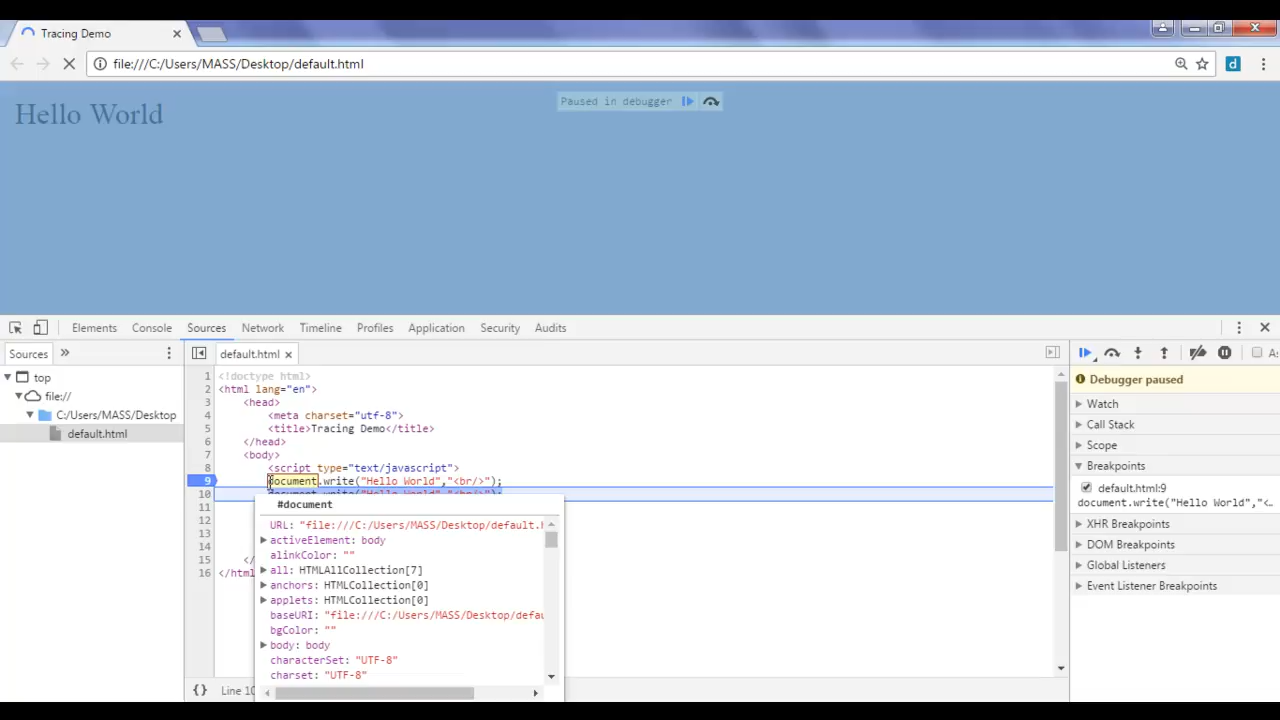 Tracing Demo
file:///C:/Users/MASS/Desktop/default.html
d
Hello World
Paused in debugger
Elements Console Sources Network Timeline Profiles Application Security Audits
Sources
default.html
A:
1 <!doctype html>
2 <html lang="en">
3 <head>
4 <meta charset="utf-8">
5 <title>Tracing Demo</title>
6 </head>
7 <body>
8 <script type="text/javascript">
9 document.write("Hello World","<br/>");
10 document.write("Hello World","<br/>");
11
12
13
14
15 </
16 </html
top
file://
C:/Users/MASS/Desktop
default.html
#document
URL: "file:///C:/Users/MASS/Desktop/default.h
activeElement: body
alinkColor: ""
all: HTMLAllCollection[7]
anchors: HTMLCollection[0]
applets: HTMLCollection[0]
baseURI: "file:///C:/Users/MASS/Desktop/defau
bgColor: ""
body: body
characterSet: "UTF-8"
charset: "UTF-8"
{} Line 10
Debugger paused
Watch
Call Stack
Scope
Breakpoints
default.html:9
document.write("Hello World","<…
XHR Breakpoints
DOM Breakpoints
Global Listeners
Event Listener Breakpoints